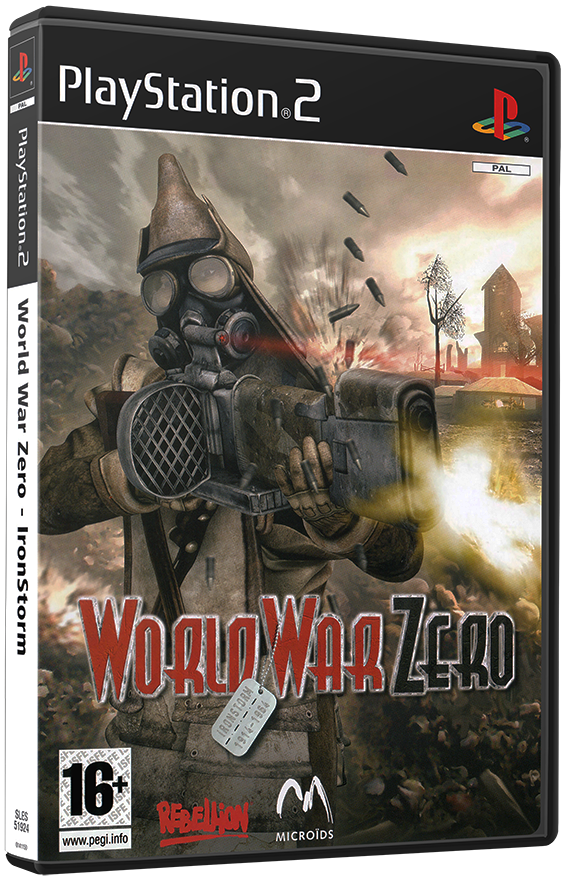 PAL
PlayStation®2
World War Zero - IronStorm
SLES
51924
PlayStation®2
PAL
WORLD WAR ZERO
IRONSTORM
1914-1964
16+
ISFE
www.pegi.info
REBELLION
MICROÏDS